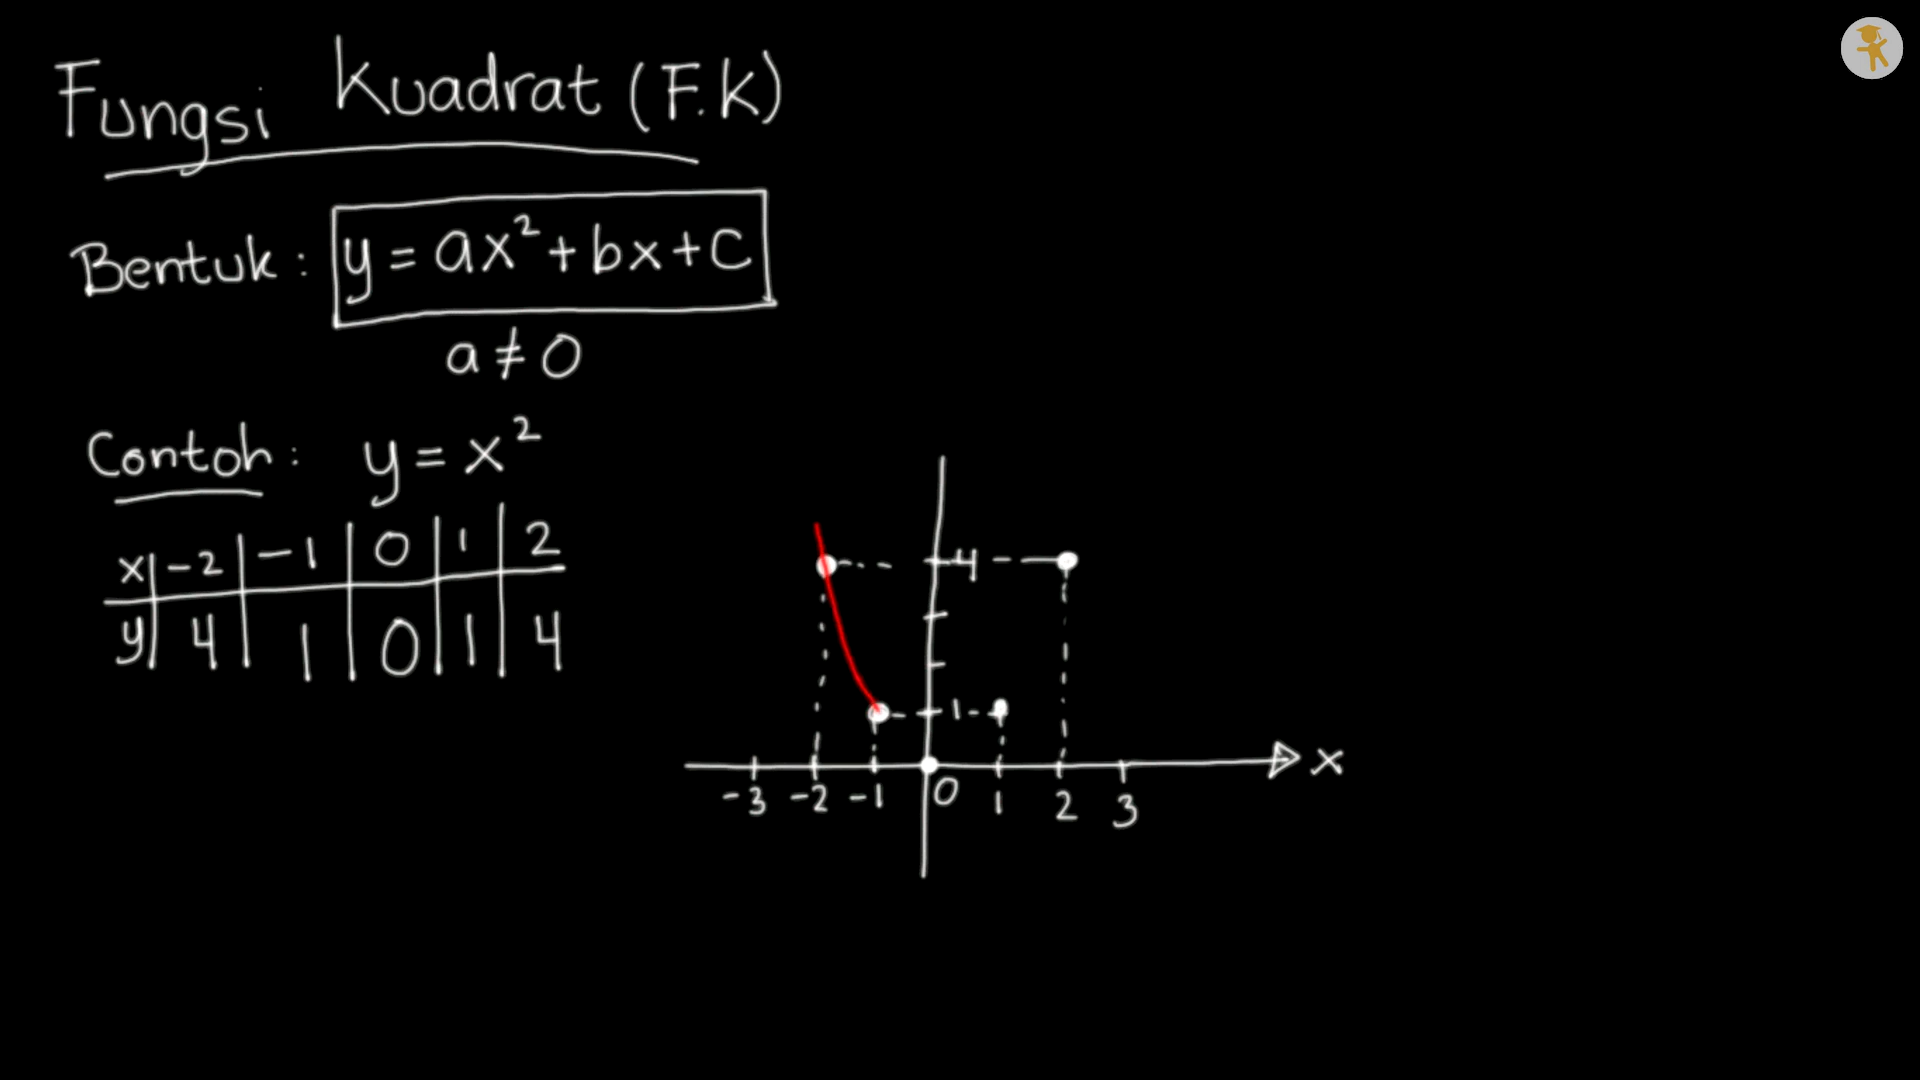 Fungsi Kuadrat (F.K)
Bentuk : y = ax² + bx + c
a ≠ 0
Contoh : y = x²
x -2 -1 0 1 2
y 4 1 0 1 4
4
1
x
-3 -2 -1 0 1 2 3